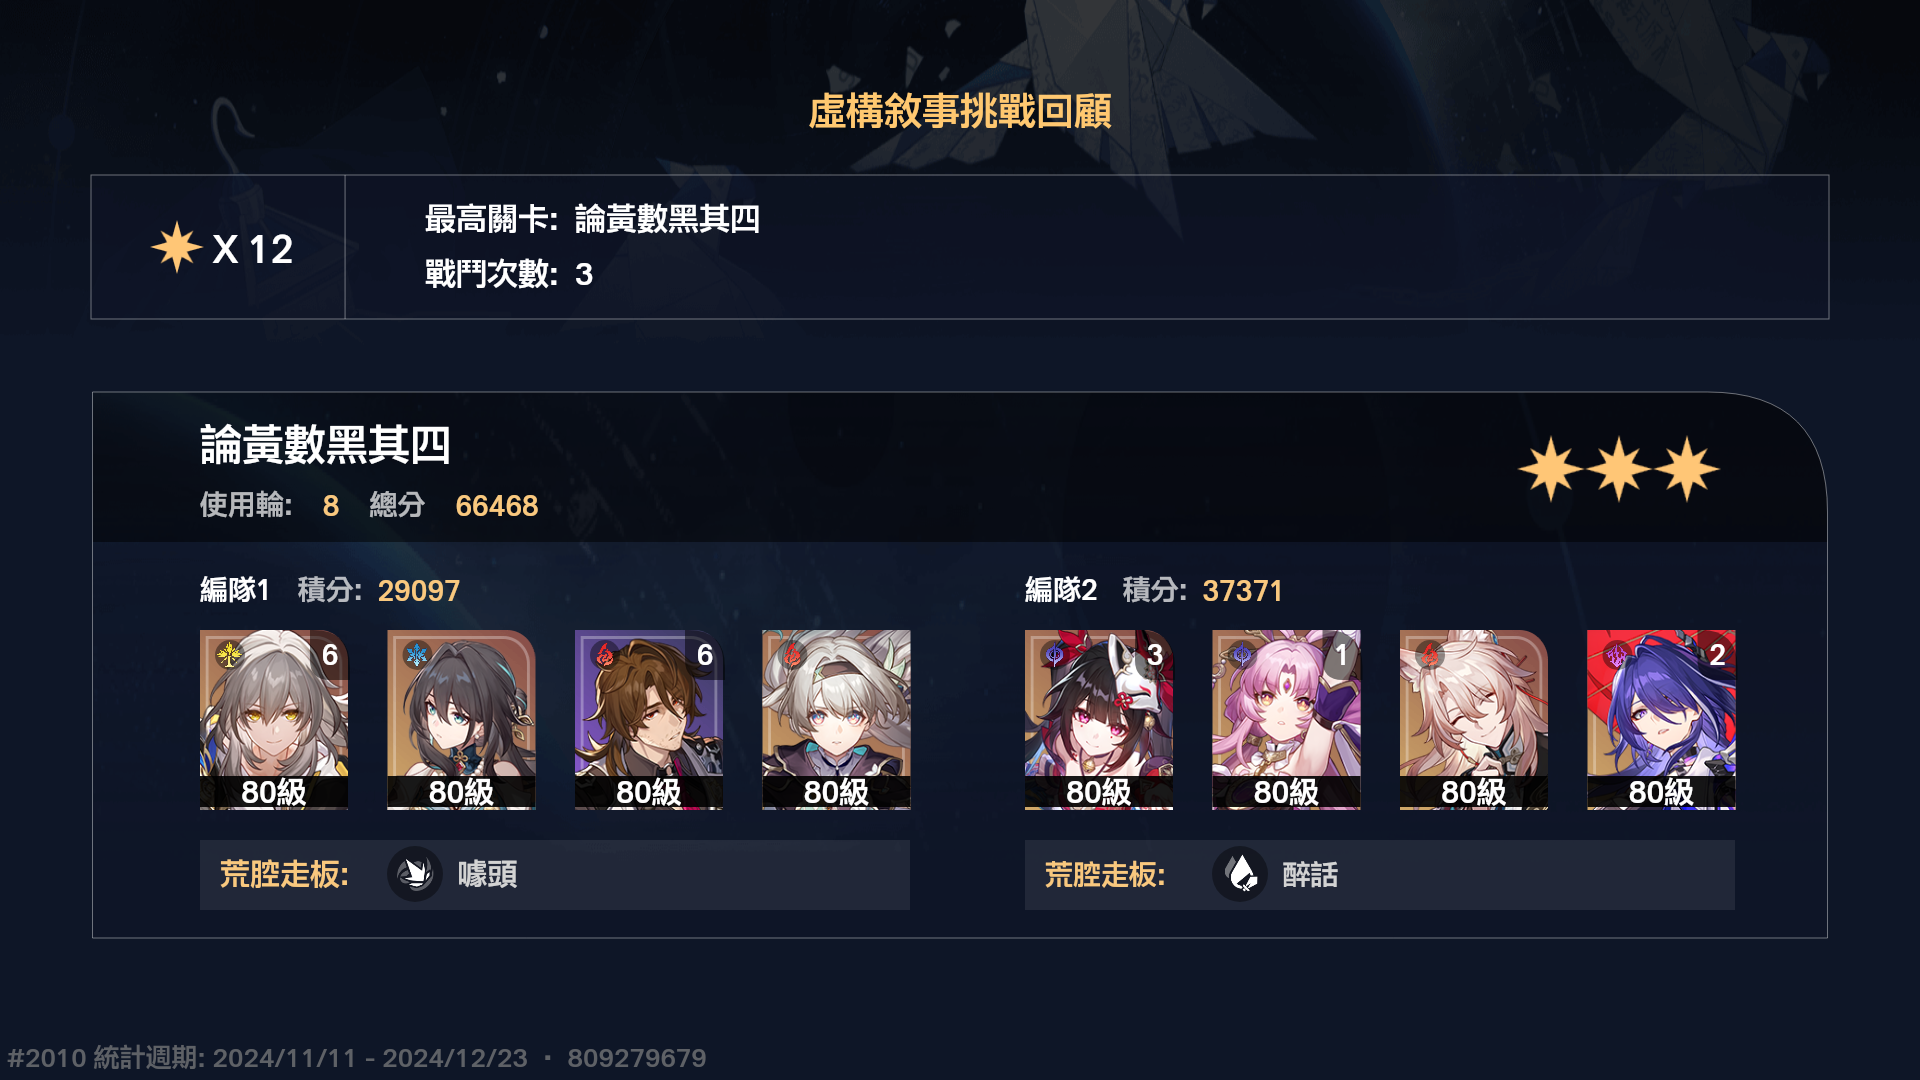 虛構敘事挑戰回顧
X 12
最高關卡: 論黃數黑其四
戰鬥次數: 3
論黃數黑其四
使用輪: 8 總分 66468
編隊1 積分: 29097
6
6
80級 80級 80級 80級
荒腔走板: 噱頭
編隊2 積分: 37371
3
1
2
80級 80級 80級 80級
荒腔走板: 醉話
#2010 統計週期: 2024/11/11 - 2024/12/23 ・ 809279679